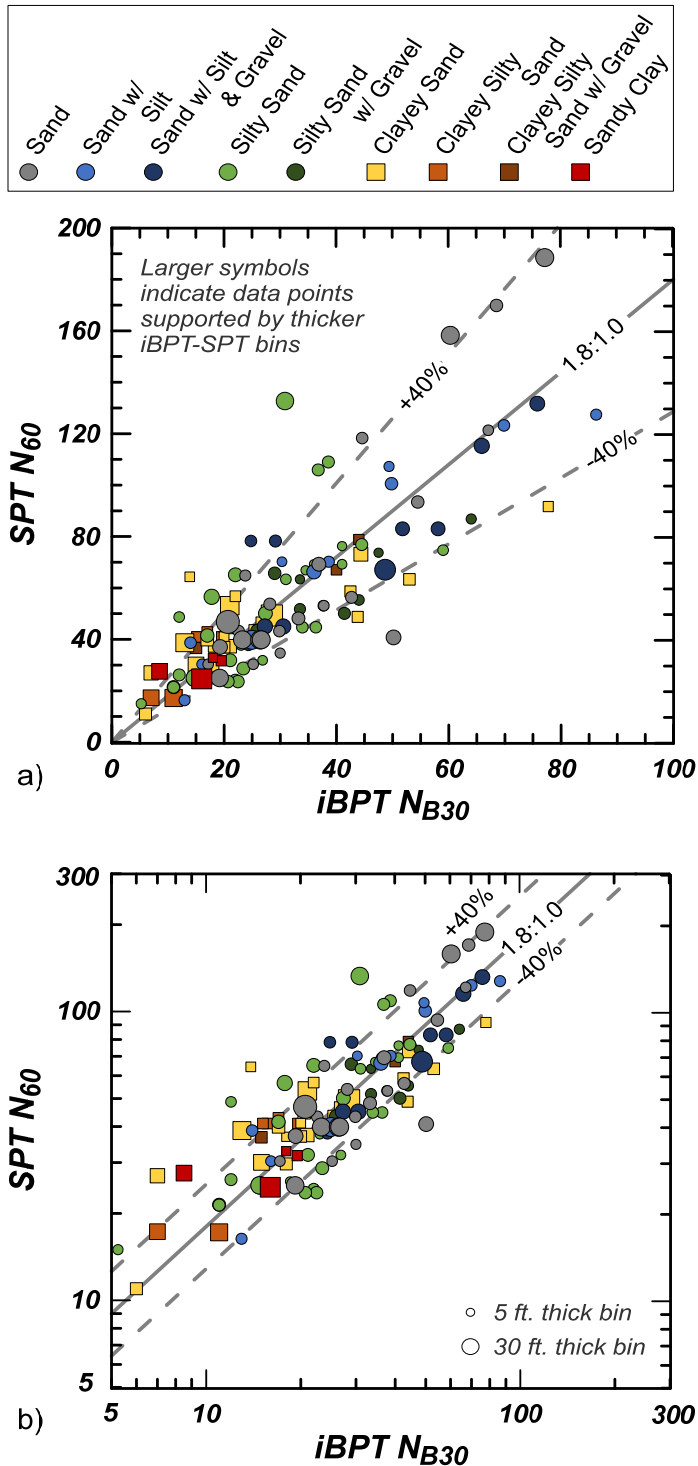 Sand
Sand w/
Silt
Sand w/ Silt
& Gravel
Silty Sand
Silty Sand
w/ Gravel
Clayey Sand
Clayey Silty
Sand
Clayey Silty
Sand w/ Gravel
Sandy Clay
200
160
120
80
40
0
SPT N60
Larger symbols
indicate data points
supported by thicker
iBPT-SPT bins
+40%
1.8:1.0
-40%
0 20 40 60 80 100
iBPT NB30
a)
300
100
10
5
SPT N60
+40%
1.8:1.0
-40%
5 ft. thick bin
30 ft. thick bin
5 10 100 300
iBPT NB30
b)